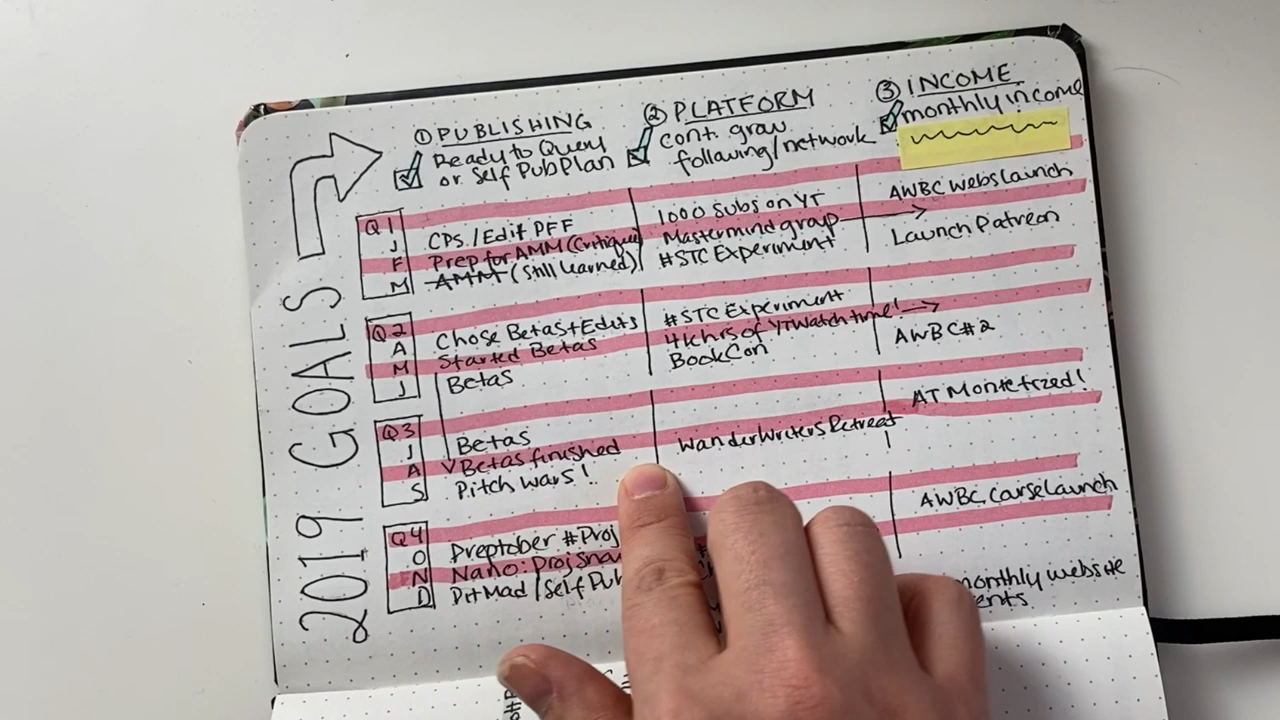 2019 GOALS
① PUBLISHING
Ready to Query
or Self Pub Plan
② PLATFORM
cont. grow
following/network
③ INCOME
monthly income
Q1
J
F
M
CPs/Edit PFF
Prep for AMM (Critique)
AMM (Still learned)
1000 subs on YT
Mastermind group
#STC Experiment
AWBC webs launch
Launch Patreon
Q2
A
M
J
Chose Betas + Edits
Started Betas
Betas
#STC Experiment
4k hrs of YT Watch time!
BookCon
AWBC #2
Q3
J
A
S
Betas
Betas finished
Pitch Wars!
WanderWriters Retreat
AT Monetized!
Q4
O
N
D
Preptober #Proj
Nano: Proj
PitMad/Self Pub
AWBC. Course Launch
monthly website